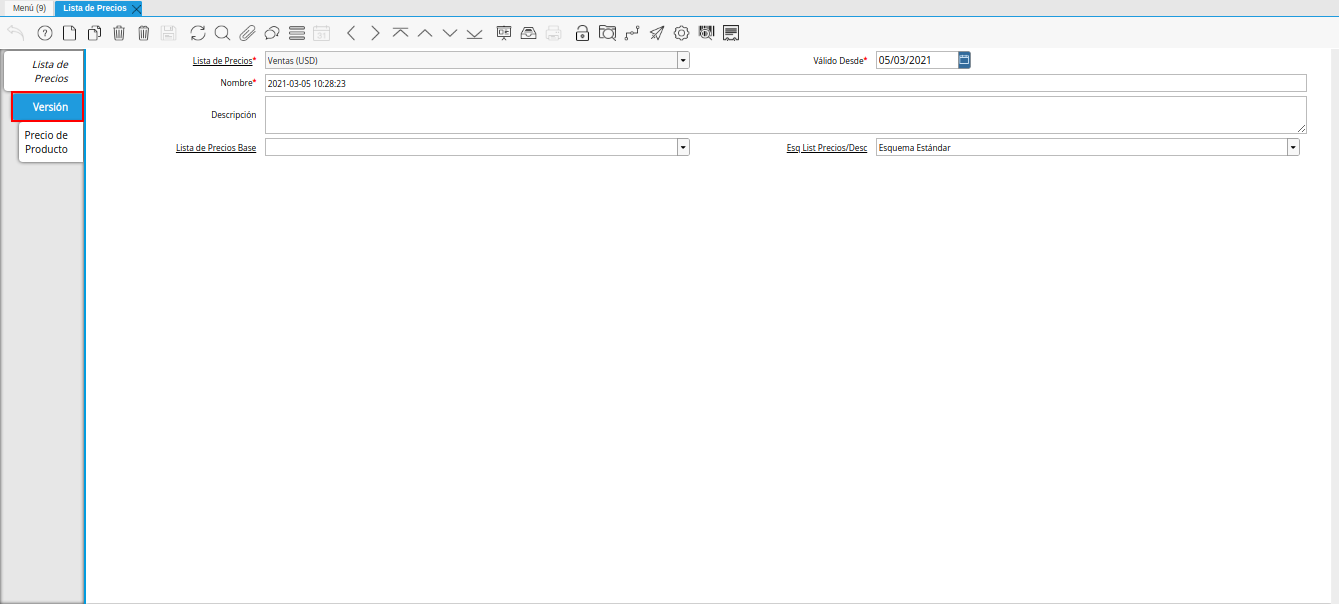 Menú (9)
Lista de Precios
Lista de
Precios
Versión
Precio de
Producto
Lista de Precios* Ventas (USD) Válido Desde* 05/03/2021
Nombre* 2021-03-05 10:28:23
Descripción
Lista de Precios Base Esq List Precios/Desc Esquema Estándar